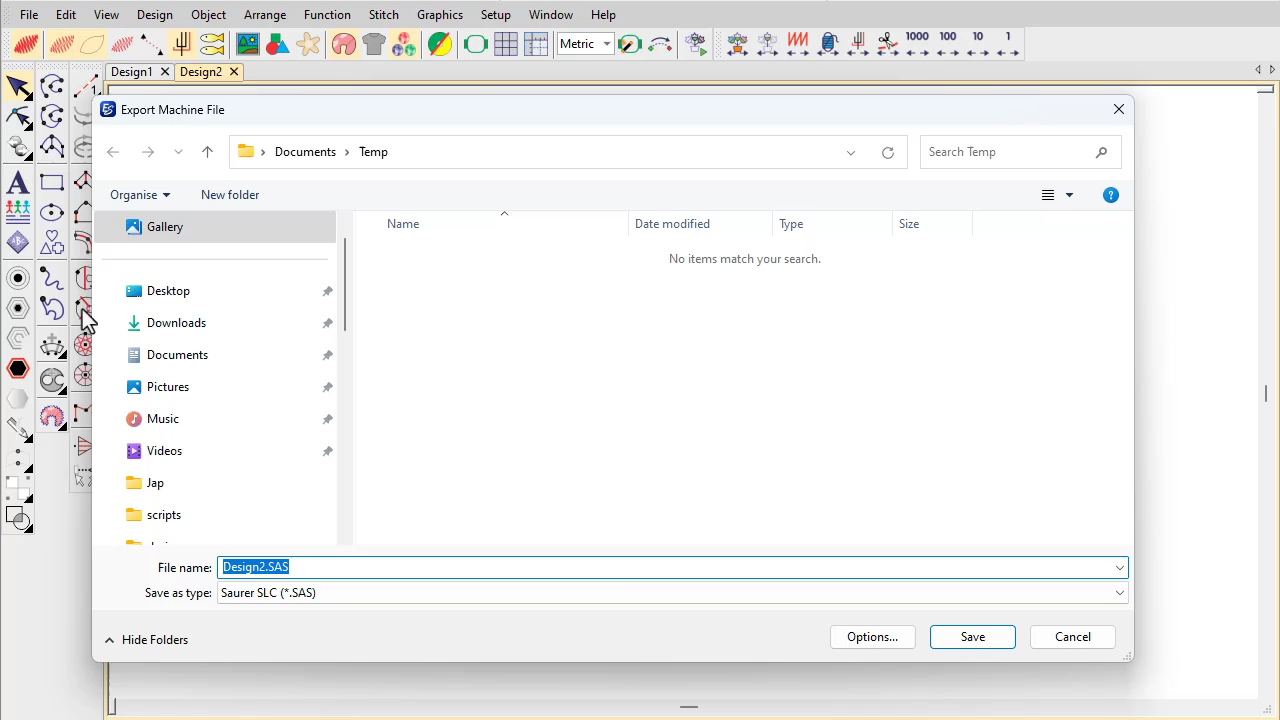 File Edit View Design Object Arrange Function Stitch Graphics Setup Window Help
Metric 1000 100 10 1
Design1 Design2
1
Export Machine File
Documents Temp Search Temp
Organise New folder
Gallery Name Date modified Type Size
No items match your search.
Desktop
Downloads
Documents
Pictures
Music
Videos
Jap
scripts
File name: Design2.SAS
Save as type: Saurer SLC (*.SAS)
Hide Folders Options... Save Cancel